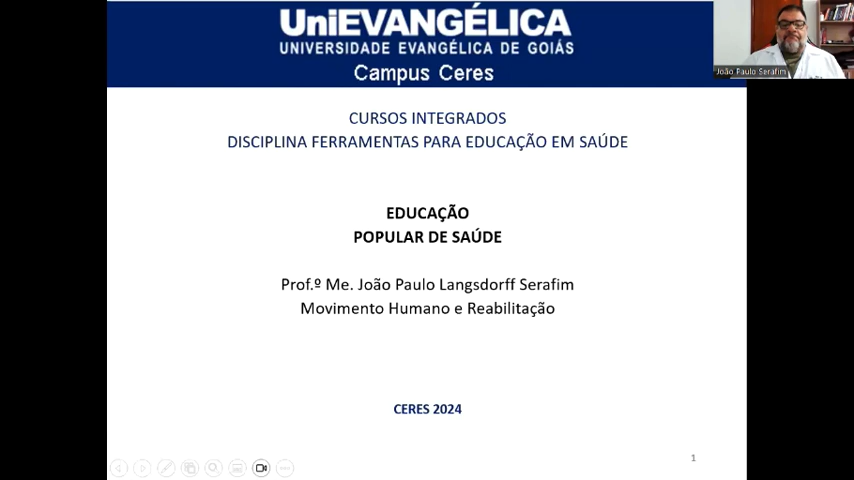 UniEVANGÉLICA
UNIVERSIDADE EVANGÉLICA DE GOIÁS
Campus Ceres
João Paulo Serafim
CURSOS INTEGRADOS
DISCIPLINA FERRAMENTAS PARA EDUCAÇÃO EM SAÚDE
EDUCAÇÃO
POPULAR DE SAÚDE
Prof.º Me. João Paulo Langsdorff Serafim
Movimento Humano e Reabilitação
CERES 2024
1